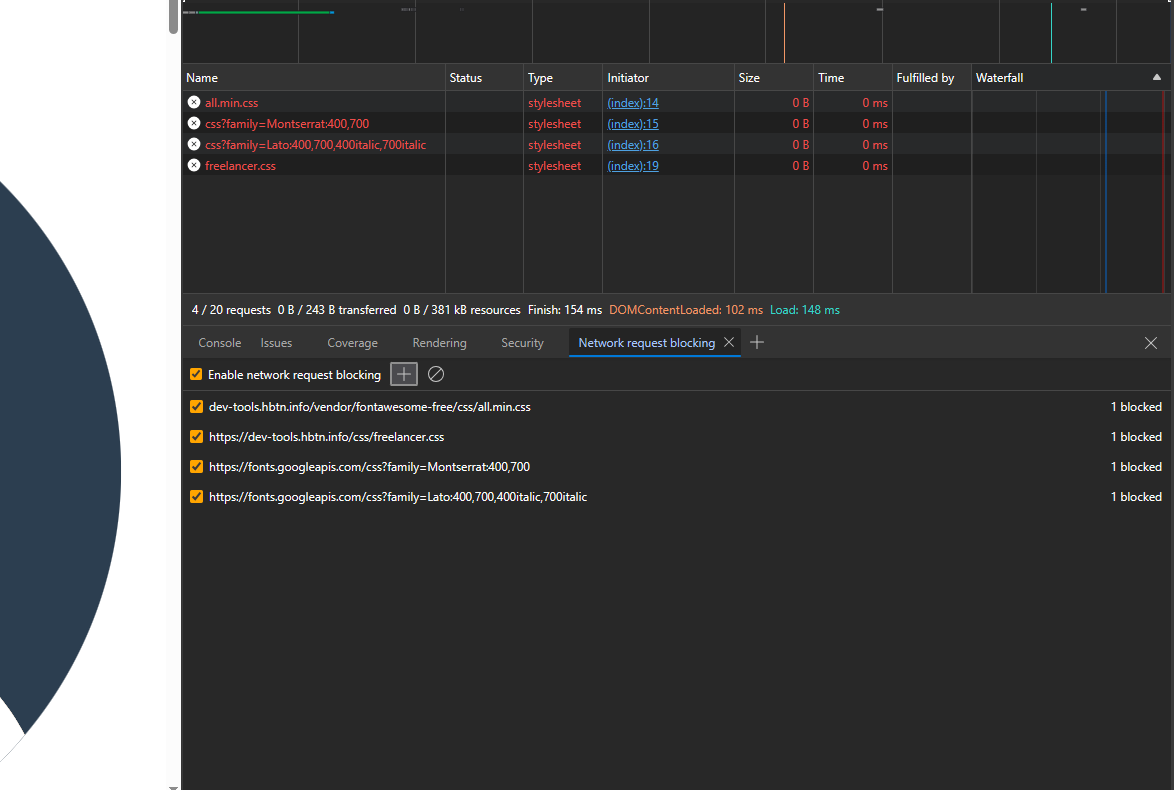 Name Status Type Initiator Size Time Fulfilled by Waterfall
all.min.css stylesheet (index):14 0 B 0 ms
css?family=Montserrat:400,700 stylesheet (index):15 0 B 0 ms
css?family=Lato:400,700,400italic,700italic stylesheet (index):16 0 B 0 ms
freelancer.css stylesheet (index):19 0 B 0 ms
4 / 20 requests 0 B / 243 B transferred 0 B / 381 kB resources Finish: 154 ms DOMContentLoaded: 102 ms Load: 148 ms
Console Issues Coverage Rendering Security Network request blocking
Enable network request blocking
dev-tools.hbtn.info/vendor/fontawesome-free/css/all.min.css 1 blocked
https://dev-tools.hbtn.info/css/freelancer.css 1 blocked
https://fonts.googleapis.com/css?family=Montserrat:400,700 1 blocked
https://fonts.googleapis.com/css?family=Lato:400,700,400italic,700italic 1 blocked